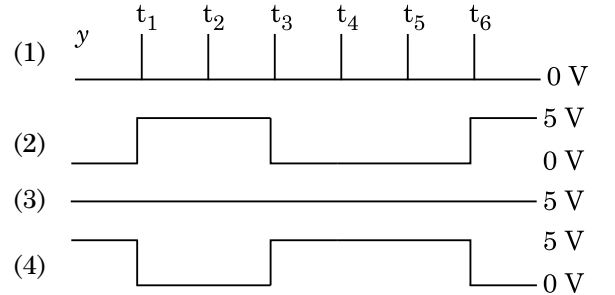 y t₁ t₂ t₃ t₄ t₅ t₆
(1) 0 V
5 V
(2) 0 V
(3) 5 V
5 V
(4) 0 V